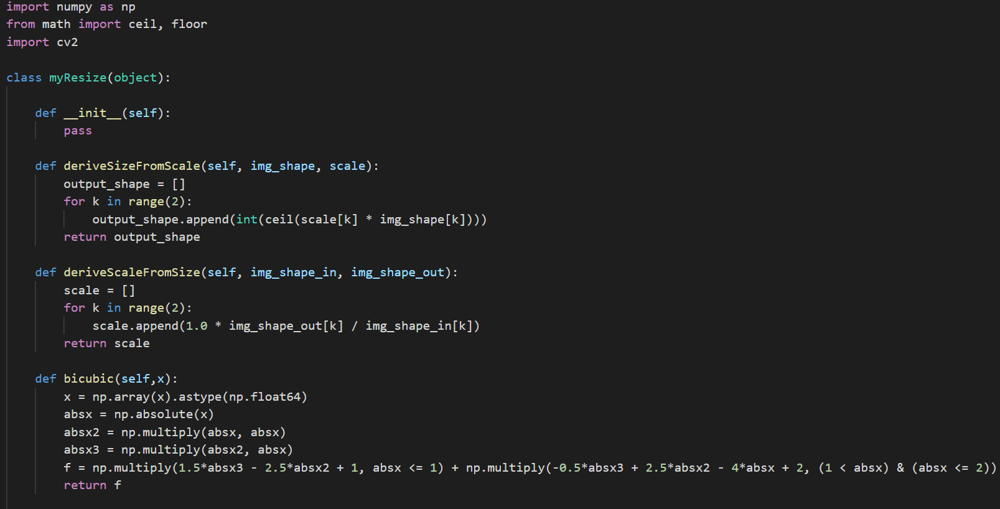 import numpy as np
from math import ceil, floor
import cv2

class myResize(object):

    def __init__(self):
        pass

    def deriveSizeFromScale(self, img_shape, scale):
        output_shape = []
        for k in range(2):
            output_shape.append(int(ceil(scale[k] * img_shape[k])))
        return output_shape

    def deriveScaleFromSize(self, img_shape_in, img_shape_out):
        scale = []
        for k in range(2):
            scale.append(1.0 * img_shape_out[k] / img_shape_in[k])
        return scale

    def bicubic(self,x):
        x = np.array(x).astype(np.float64)
        absx = np.absolute(x)
        absx2 = np.multiply(absx, absx)
        absx3 = np.multiply(absx2, absx)
        f = np.multiply(1.5*absx3 - 2.5*absx2 + 1, absx <= 1) + np.multiply(-0.5*absx3 + 2.5*absx2 - 4*absx + 2, (1 < absx) & (absx <= 2))
        return f